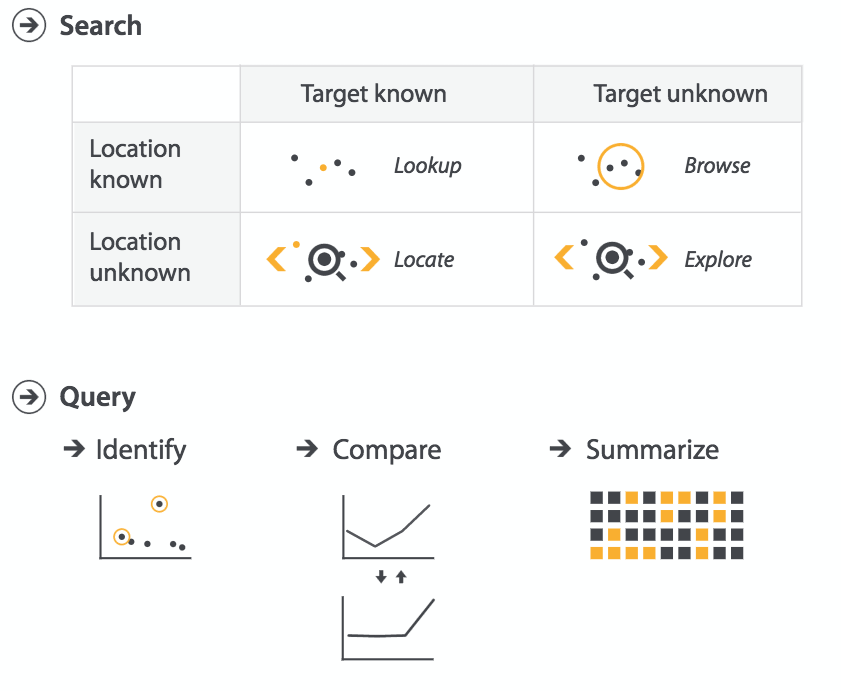 Search
Target known
Target unknown
Location
known
Lookup
Browse
Location
unknown
Locate
Explore
Query
Identify
Compare
Summarize